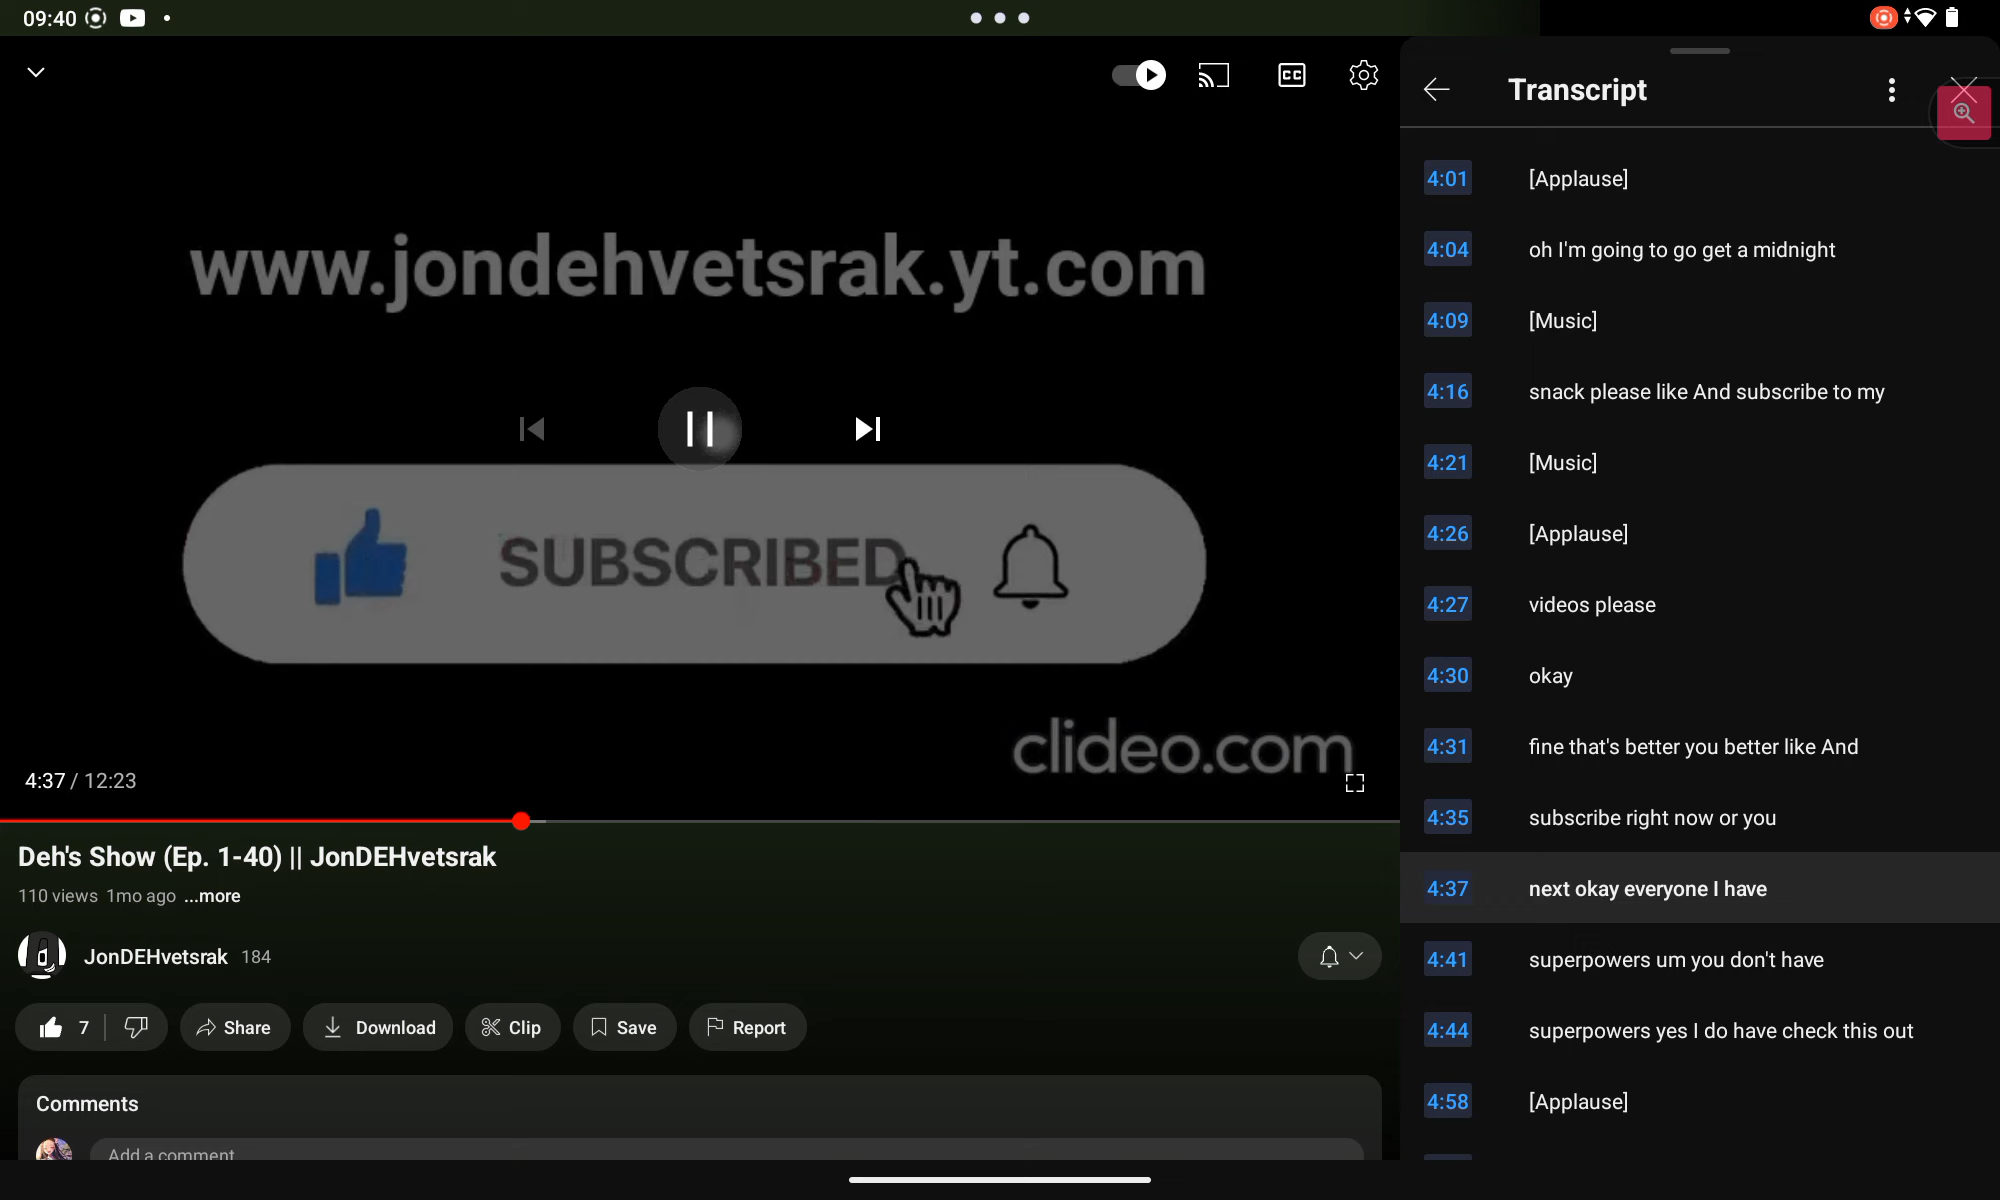 09:40
Transcript
www.jondehvetsrak.yt.com
SUBSCRIBED
clideo.com
4:37 / 12:23
Deh's Show (Ep. 1-40) || JonDEHvetsrak
110 views 1mo ago ...more
JonDEHvetsrak 184
7 Share Download Clip Save Report
Comments
Add a comment
4:01 [Applause]
4:04 oh I'm going to go get a midnight
4:09 [Music]
4:16 snack please like And subscribe to my
4:21 [Music]
4:26 [Applause]
4:27 videos please
4:30 okay
4:31 fine that's better you better like And
4:35 subscribe right now or you
4:37 next okay everyone I have
4:41 superpowers um you don't have
4:44 superpowers yes I do have check this out
4:58 [Applause]